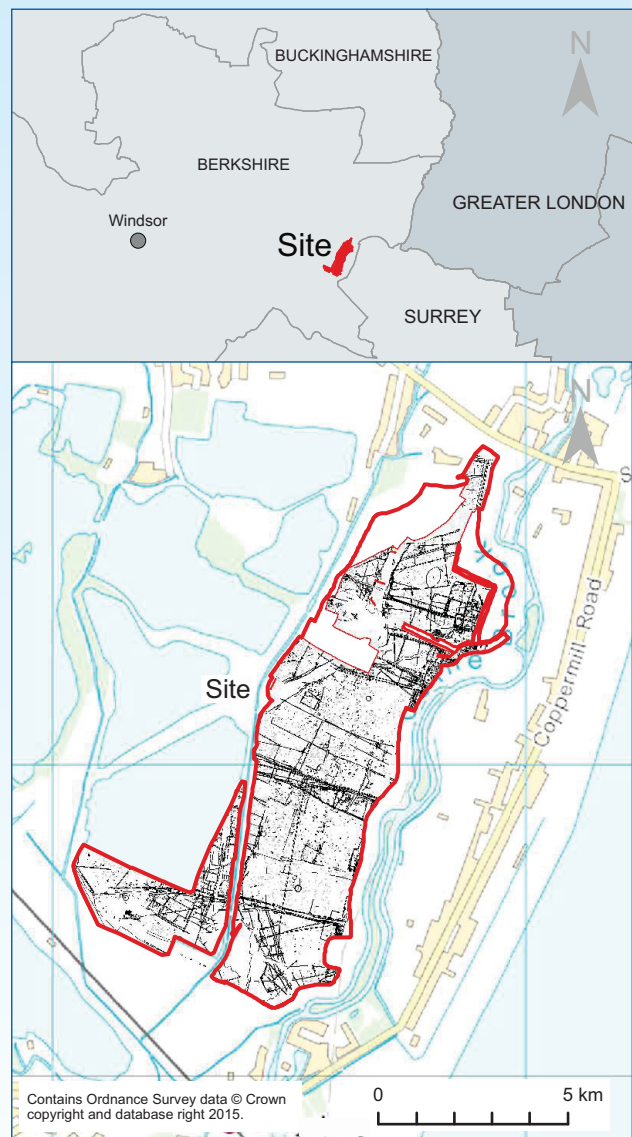 BUCKINGHAMSHIRE
N
BERKSHIRE
GREATER LONDON
Windsor
Site
SURREY
N
S
Coppermill Road
Site
Contains Ordnance Survey data © Crown
copyright and database right 2015.
0 5 km